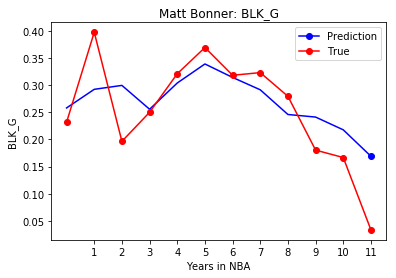 Matt Bonner: BLK_G
Prediction
True
BLK_G
0.40
0.35
0.30
0.25
0.20
0.15
0.10
0.05
1 2 3 4 5 6 7 8 9 10 11
Years in NBA